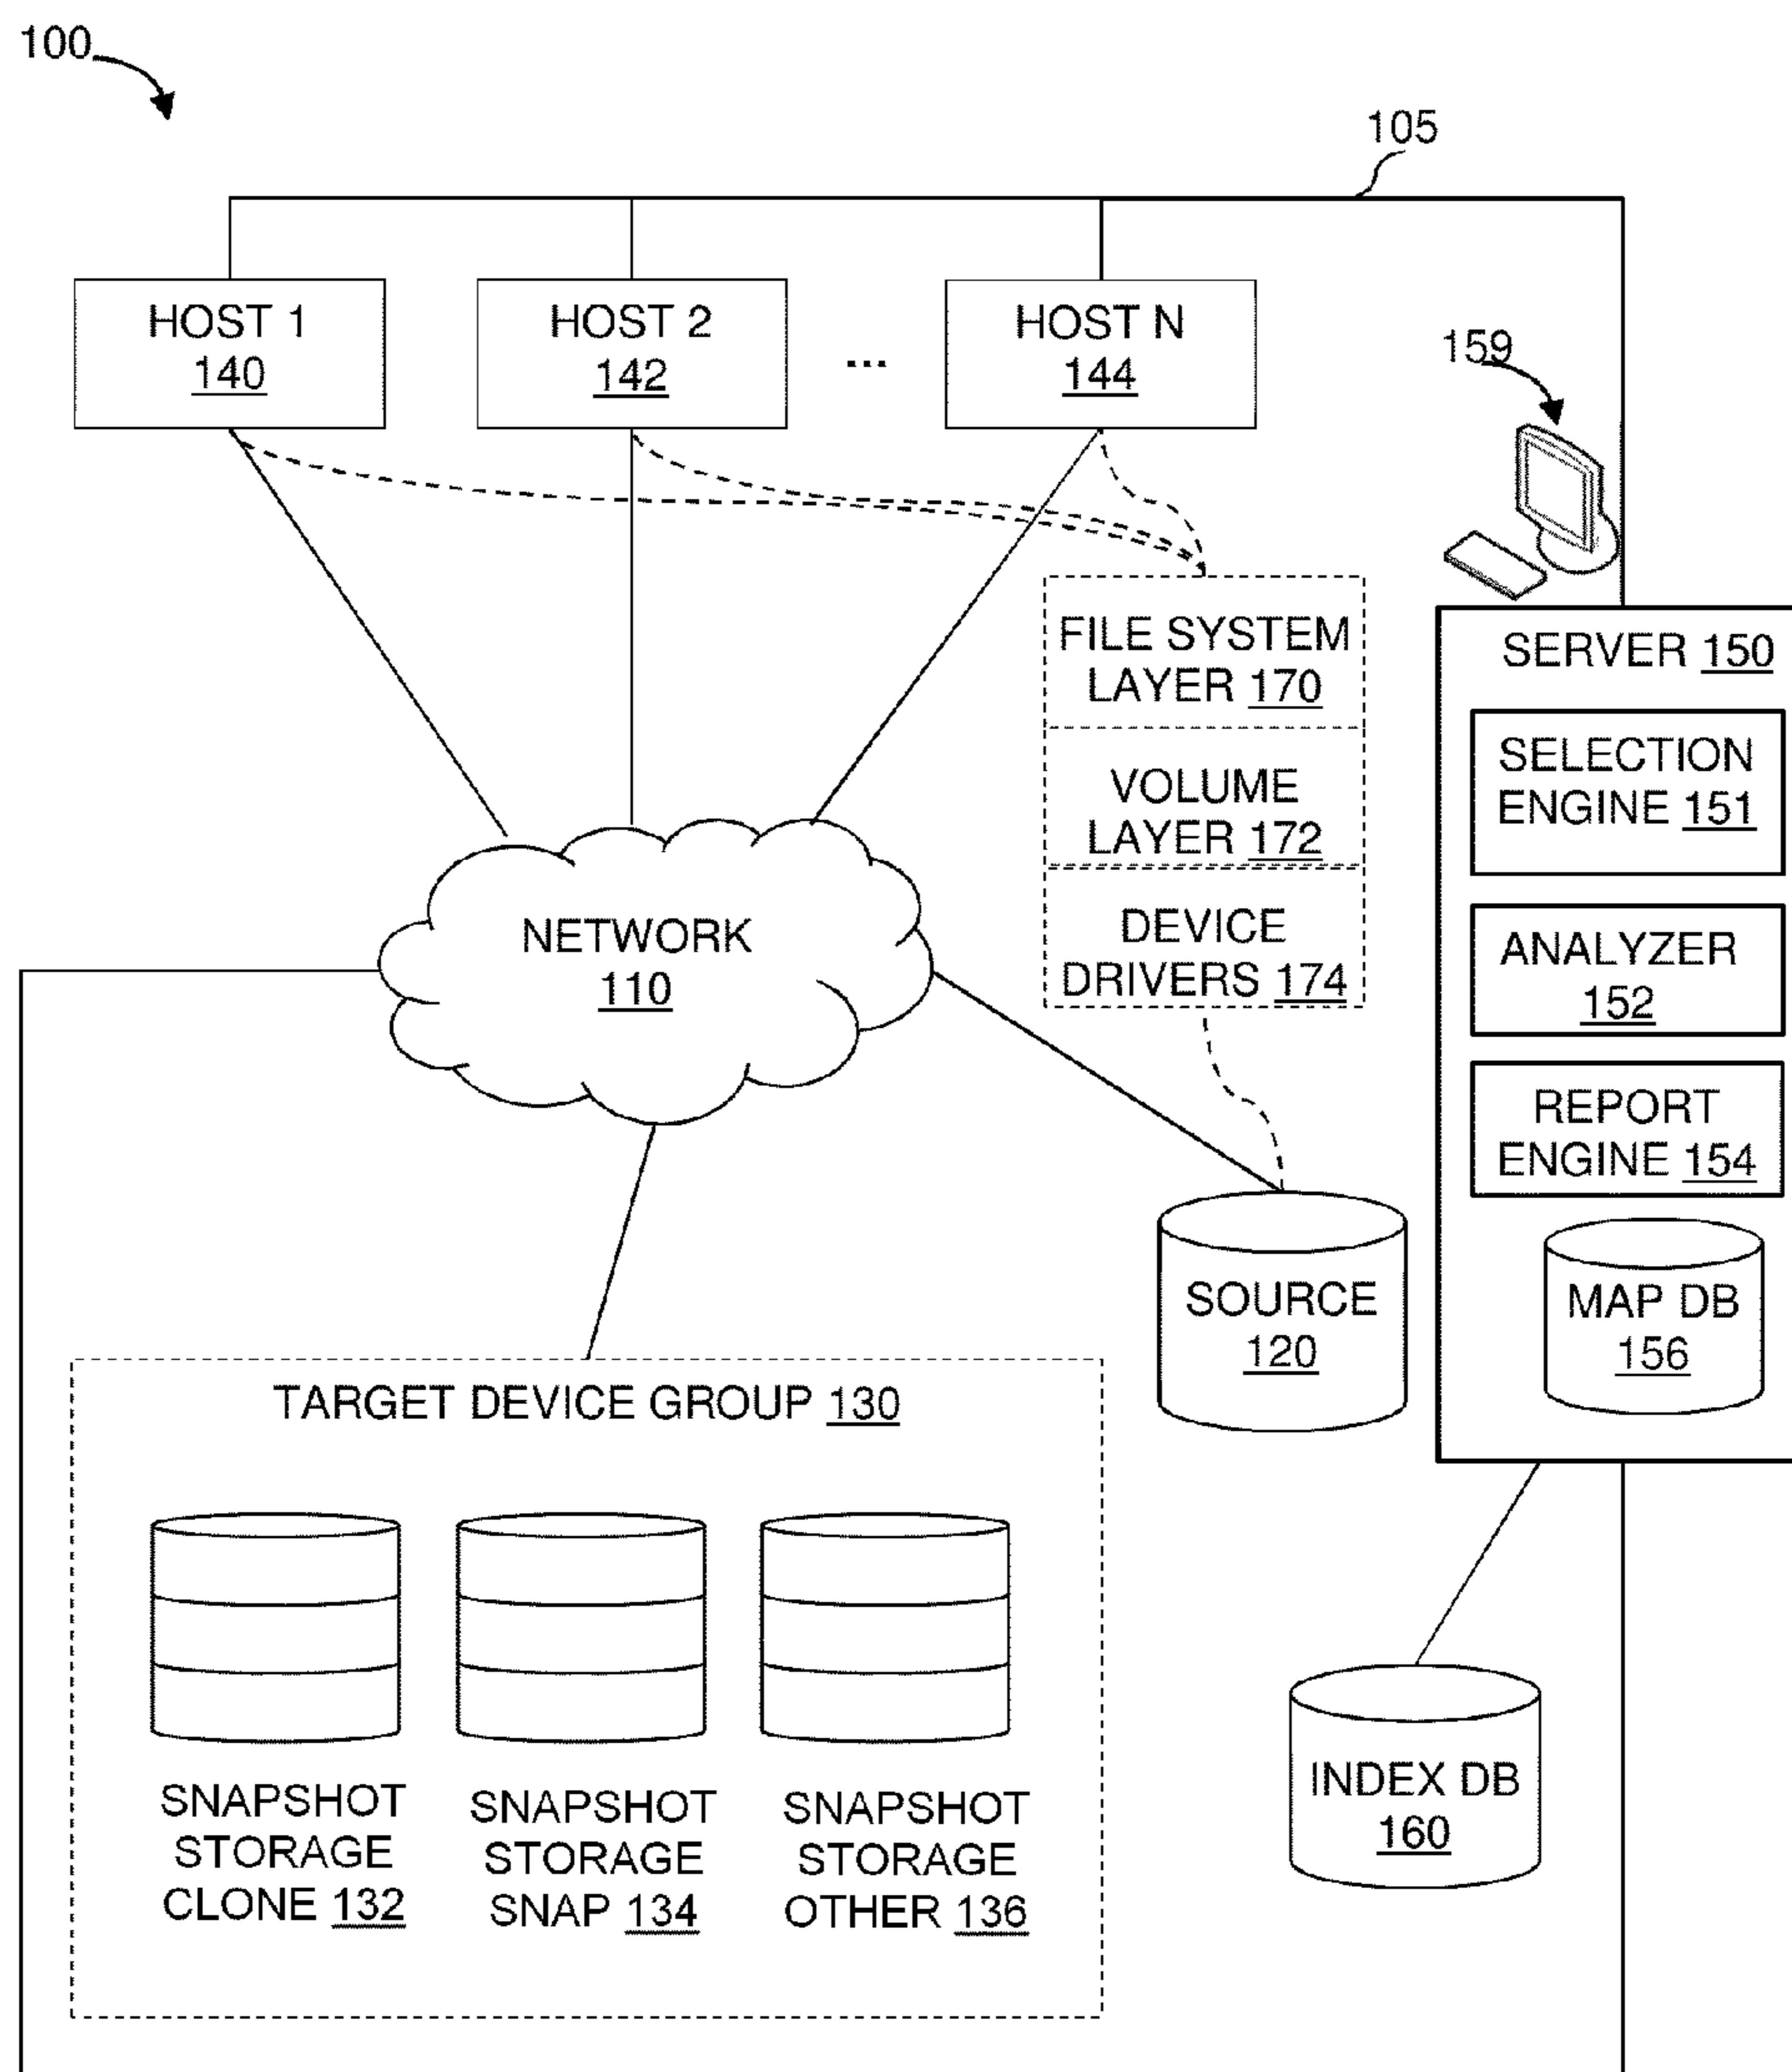 100
105
HOST 1
140
HOST 2
142
...
HOST N
144
159
FILE SYSTEM
LAYER 170
VOLUME
LAYER 172
DEVICE
DRIVERS 174
SERVER 150
SELECTION
ENGINE 151
ANALYZER
152
REPORT
ENGINE 154
MAP DB
156
NETWORK
110
SOURCE
120
TARGET DEVICE GROUP 130
SNAPSHOT
STORAGE
CLONE 132
SNAPSHOT
STORAGE
SNAP 134
SNAPSHOT
STORAGE
OTHER 136
INDEX DB
160